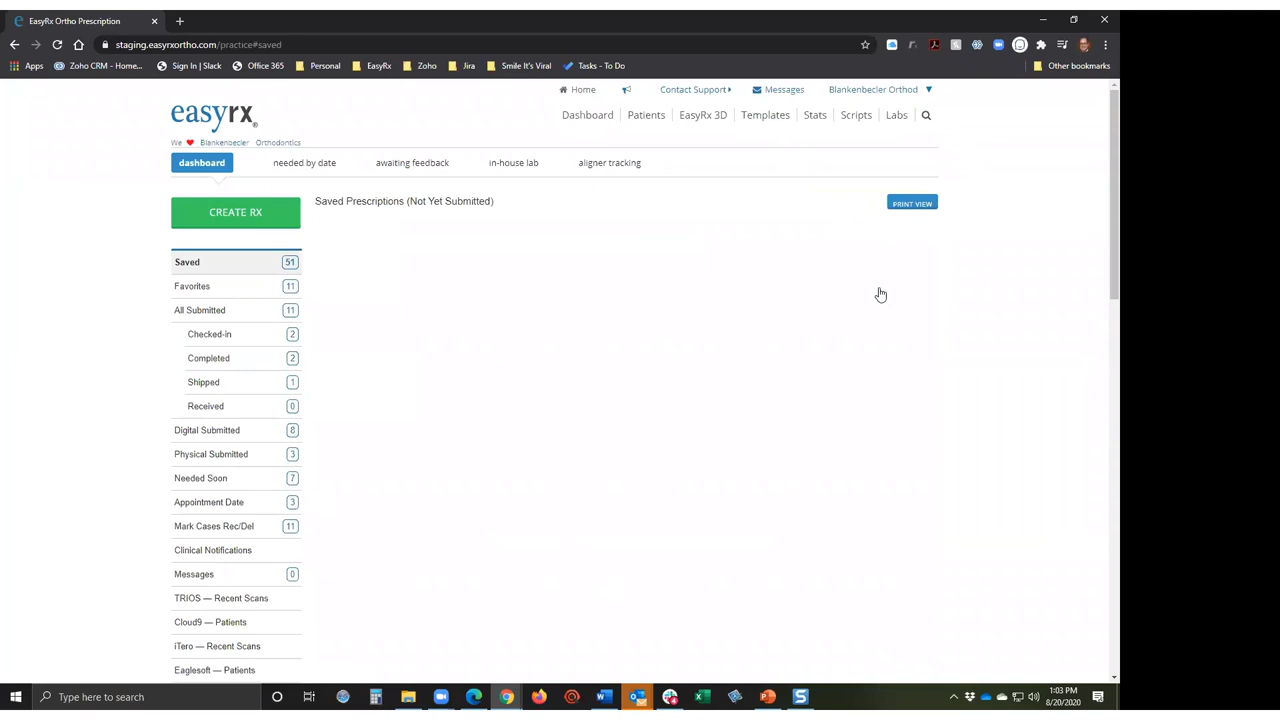 EasyRx Ortho Prescription
staging.easyrxortho.com/practice#saved
Apps Zoho CRM - Home... Sign In | Slack Office 365 Personal EasyRx Zoho Jira Smile It's Viral Tasks - To Do Other bookmarks
Home Contact Support Messages Blankenbecler Orthod
easyrx®
Dashboard Patients EasyRx 3D Templates Stats Scripts Labs
We Blankenbecler Orthodontics
dashboard needed by date awaiting feedback in-house lab aligner tracking
CREATE RX
Saved Prescriptions (Not Yet Submitted)
PRINT VIEW
Saved 51
Favorites 11
All Submitted 11
Checked-in 2
Completed 2
Shipped 1
Received 0
Digital Submitted 8
Physical Submitted 3
Needed Soon 7
Appointment Date 3
Mark Cases Rec/Del 11
Clinical Notifications
Messages 0
TRIOS — Recent Scans
Cloud9 — Patients
iTero — Recent Scans
Eaglesoft — Patients
Type here to search
1:03 PM
8/20/2020